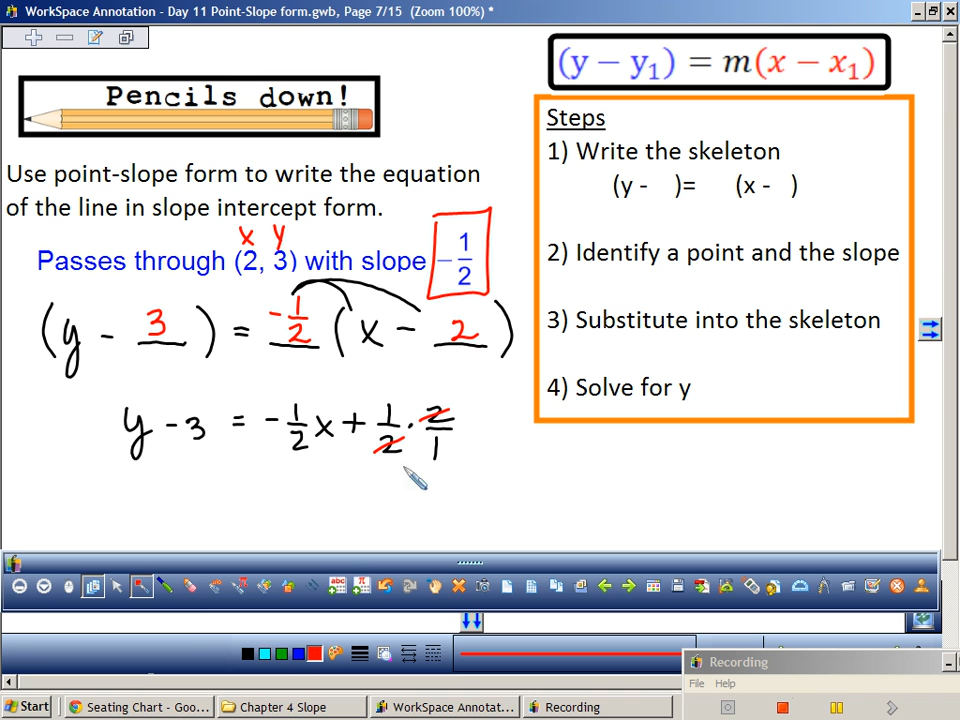 WorkSpace Annotation - Day 11 Point-Slope form.gwb, Page 7/15 (Zoom 100%) *
Pencils down!
(y − y₁) = m(x − x₁)
Use point-slope form to write the equation
of the line in slope intercept form.
x y
Passes through (2, 3) with slope -1/2
(y - 3) = -1/2 (x - 2)
y - 3 = -1/2 x + 1/2 · 2/1
Steps
1) Write the skeleton
(y -   )=   (x -   )
2) Identify a point and the slope
3) Substitute into the skeleton
4) Solve for y
abc
π
Recording
File Help
Start
Seating Chart - Goo...
Chapter 4 Slope
WorkSpace Annotation...
Recording